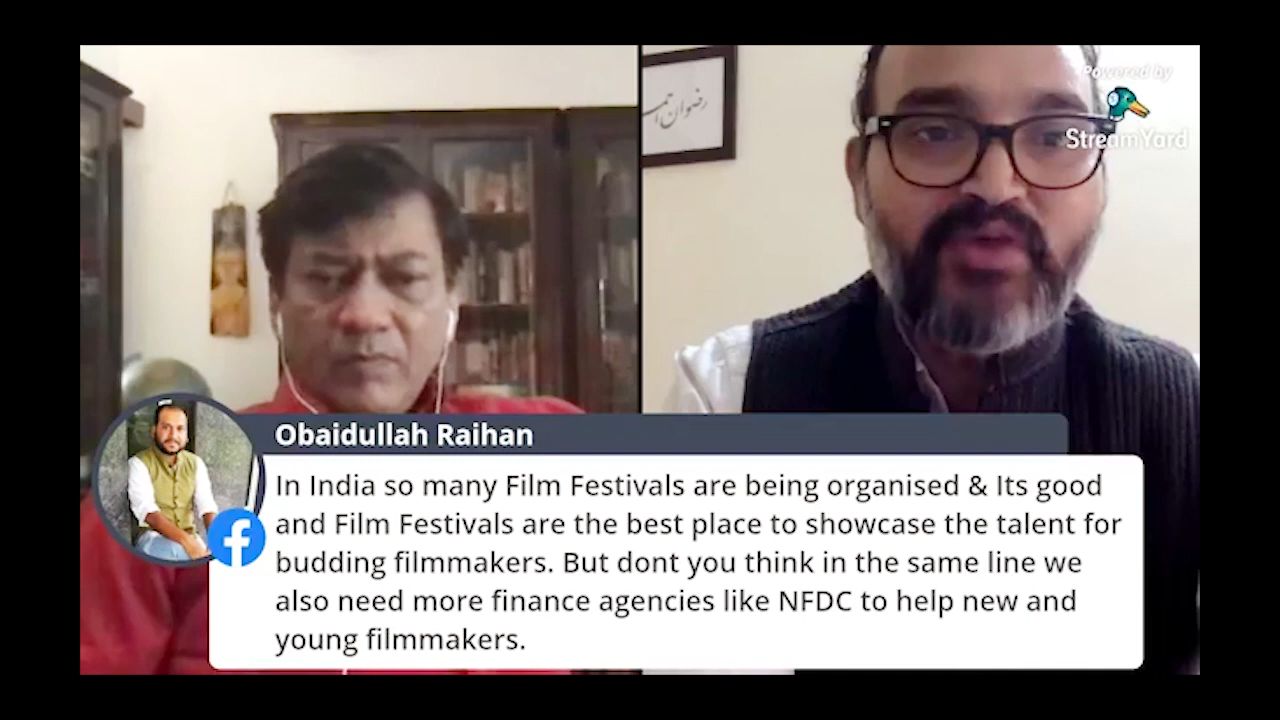 رضوان احمد
Powered by
StreamYard
Obaidullah Raihan
In India so many Film Festivals are being organised & Its good
and Film Festivals are the best place to showcase the talent for
budding filmmakers. But dont you think in the same line we
also need more finance agencies like NFDC to help new and
young filmmakers.